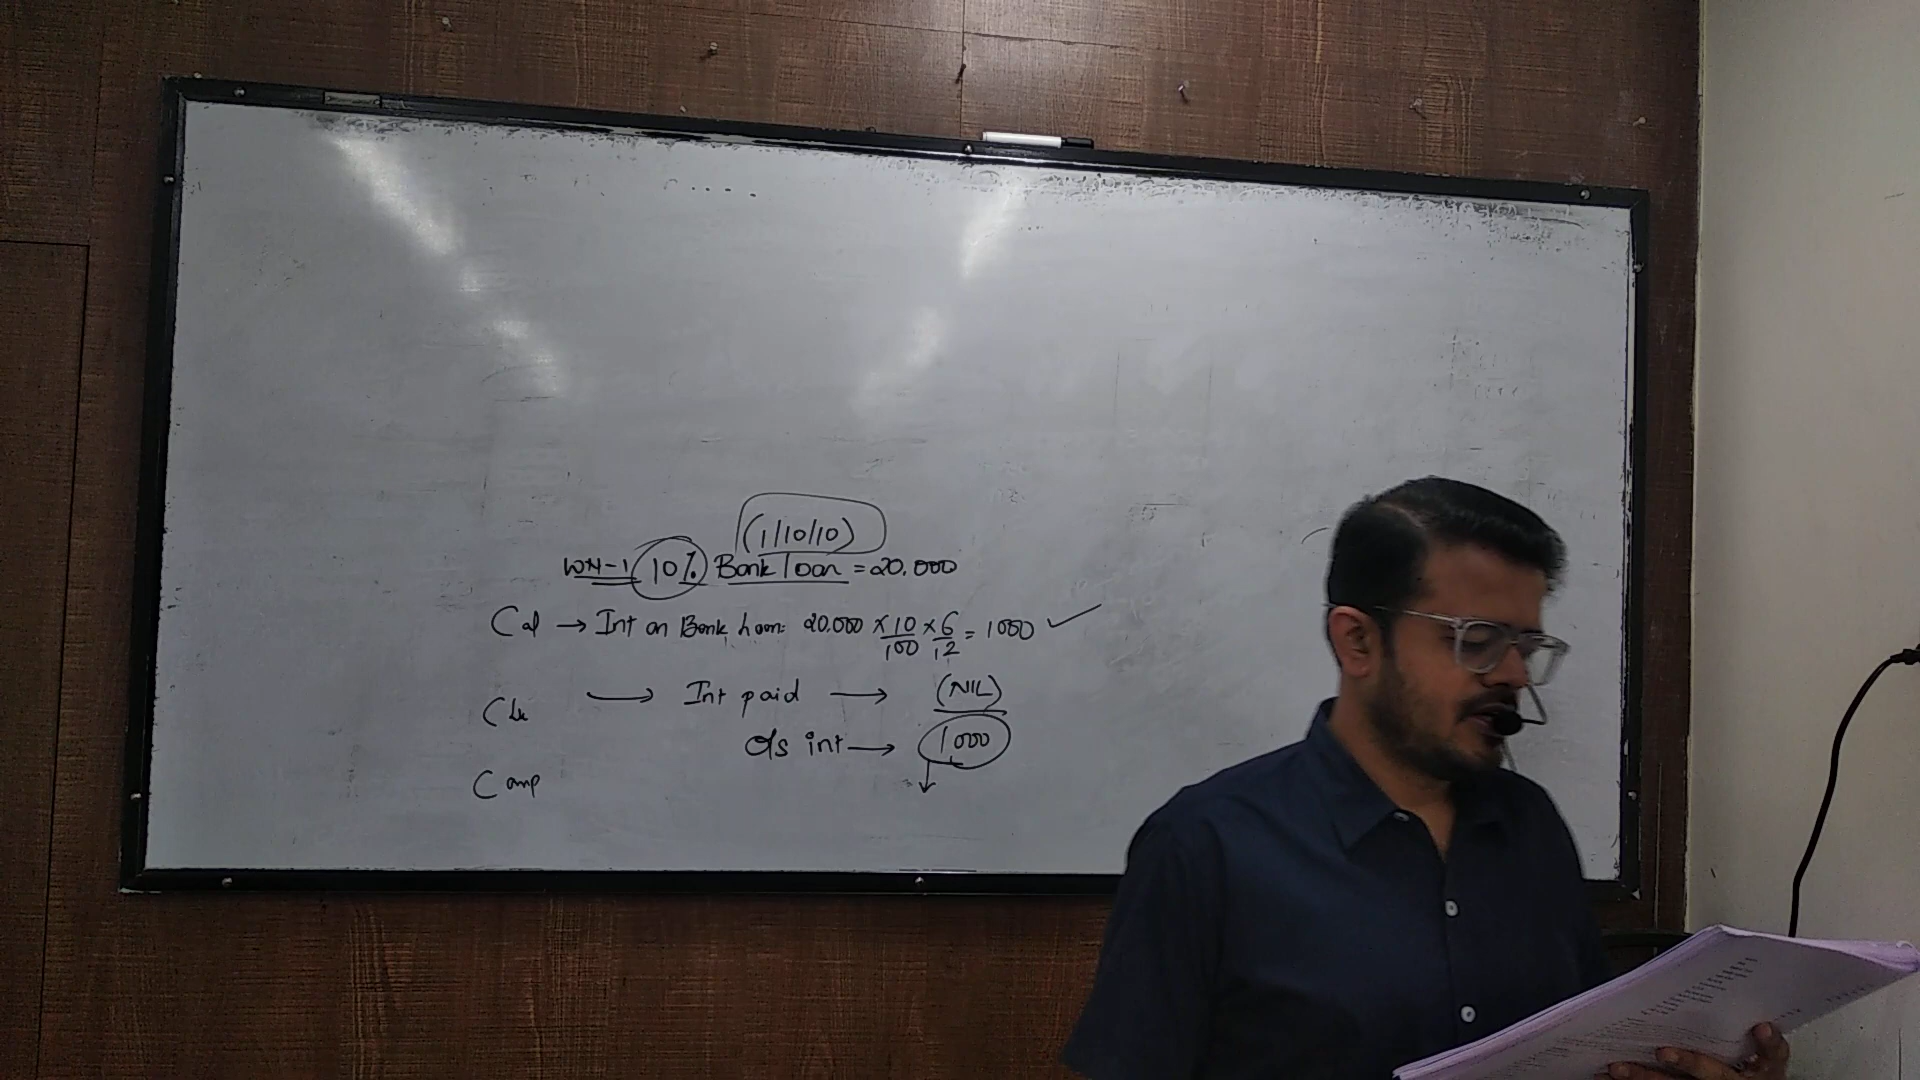 (1/10/10)
WN-1 10% Bank loan = 20,000
Cal → Int on Bank Loan: 20,000 × 10/100 × 6/12 = 1000 ✓
→ Int paid → (NIL)
Chk
O/s int → 1000
Comp